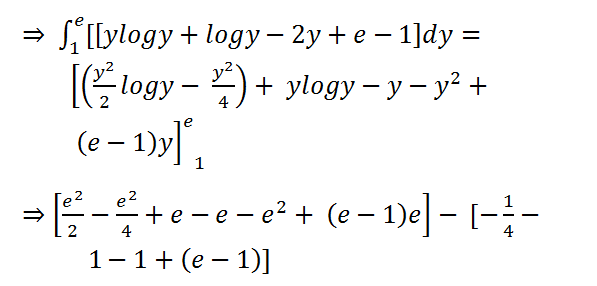 ⇒ ∫₁ᵉ[[ylogy + logy − 2y + e − 1]dy =
[(y²/2 logy − y²/4) + ylogy − y − y² +
(e − 1)y]ᵉ₁
⇒ [e²/2 − e²/4 + e − e − e² + (e − 1)e] − [−1/4 −
1 − 1 + (e − 1)]